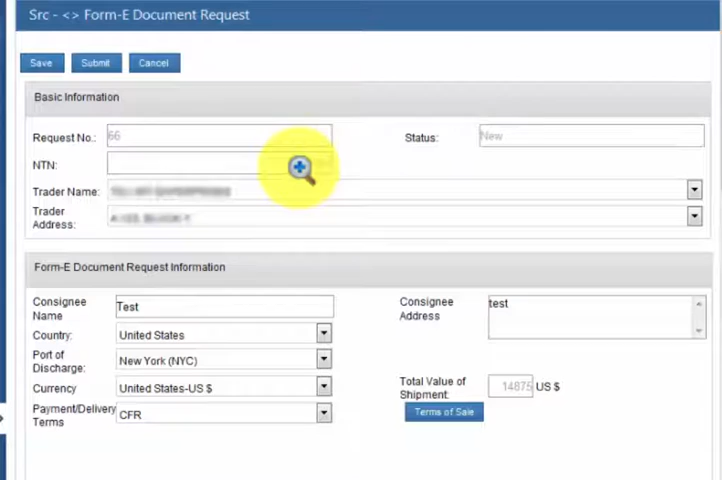 Src - <> Form-E Document Request
Save Submit Cancel
Basic Information
Request No.: 66 Status: New
NTN:
Trader Name:
Trader
Address:
Form-E Document Request Information
Consignee
Name Test Consignee
Address test
Country: United States
Port of
Discharge: New York (NYC)
Currency United States-US $ Total Value of
Shipment: 14875 US $
Payment/Delivery
Terms CFR Terms of Sale